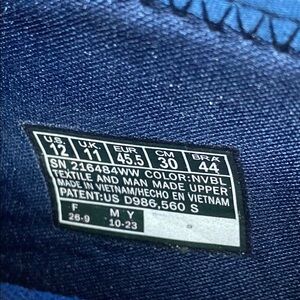 U.S. U.K. EUR CM BRA
12 11 45.5 30 44
SN 216484WW COLOR:NVBL
TEXTILE AND MAN MADE UPPER
MADE IN VIETNAM/HECHO EN VIETNAM
PATENT:US D986,560 S
F M Y
26-9 10-23